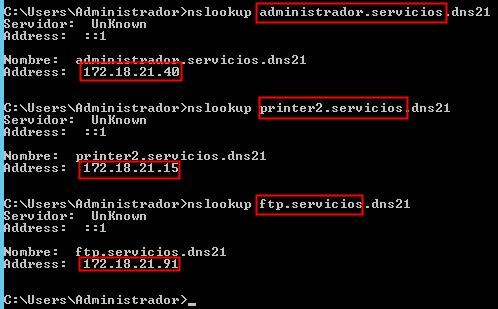 C:\Users\Administrador>nslookup administrador.servicios.dns21
Servidor:  UnKnown
Address:  ::1
Nombre:  administrador.servicios.dns21
Address:  172.18.21.40
C:\Users\Administrador>nslookup printer2.servicios.dns21
Servidor:  UnKnown
Address:  ::1
Nombre:  printer2.servicios.dns21
Address:  172.18.21.15
C:\Users\Administrador>nslookup ftp.servicios.dns21
Servidor:  UnKnown
Address:  ::1
Nombre:  ftp.servicios.dns21
Address:  172.18.21.91
C:\Users\Administrador>_